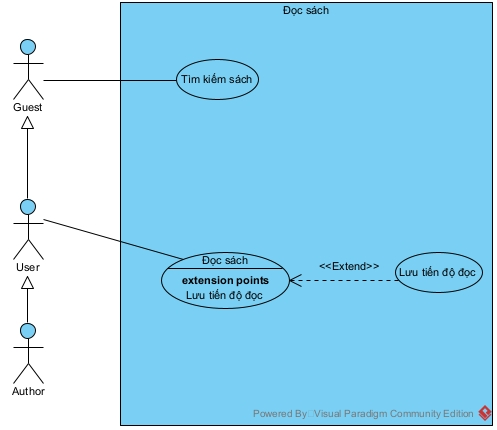 Đọc sách
Tìm kiếm sách
Guest
User
Đọc sách
extension points
Lưu tiến độ đọc
<<Extend>>
Lưu tiến độ đọc
Author
Powered By Visual Paradigm Community Edition